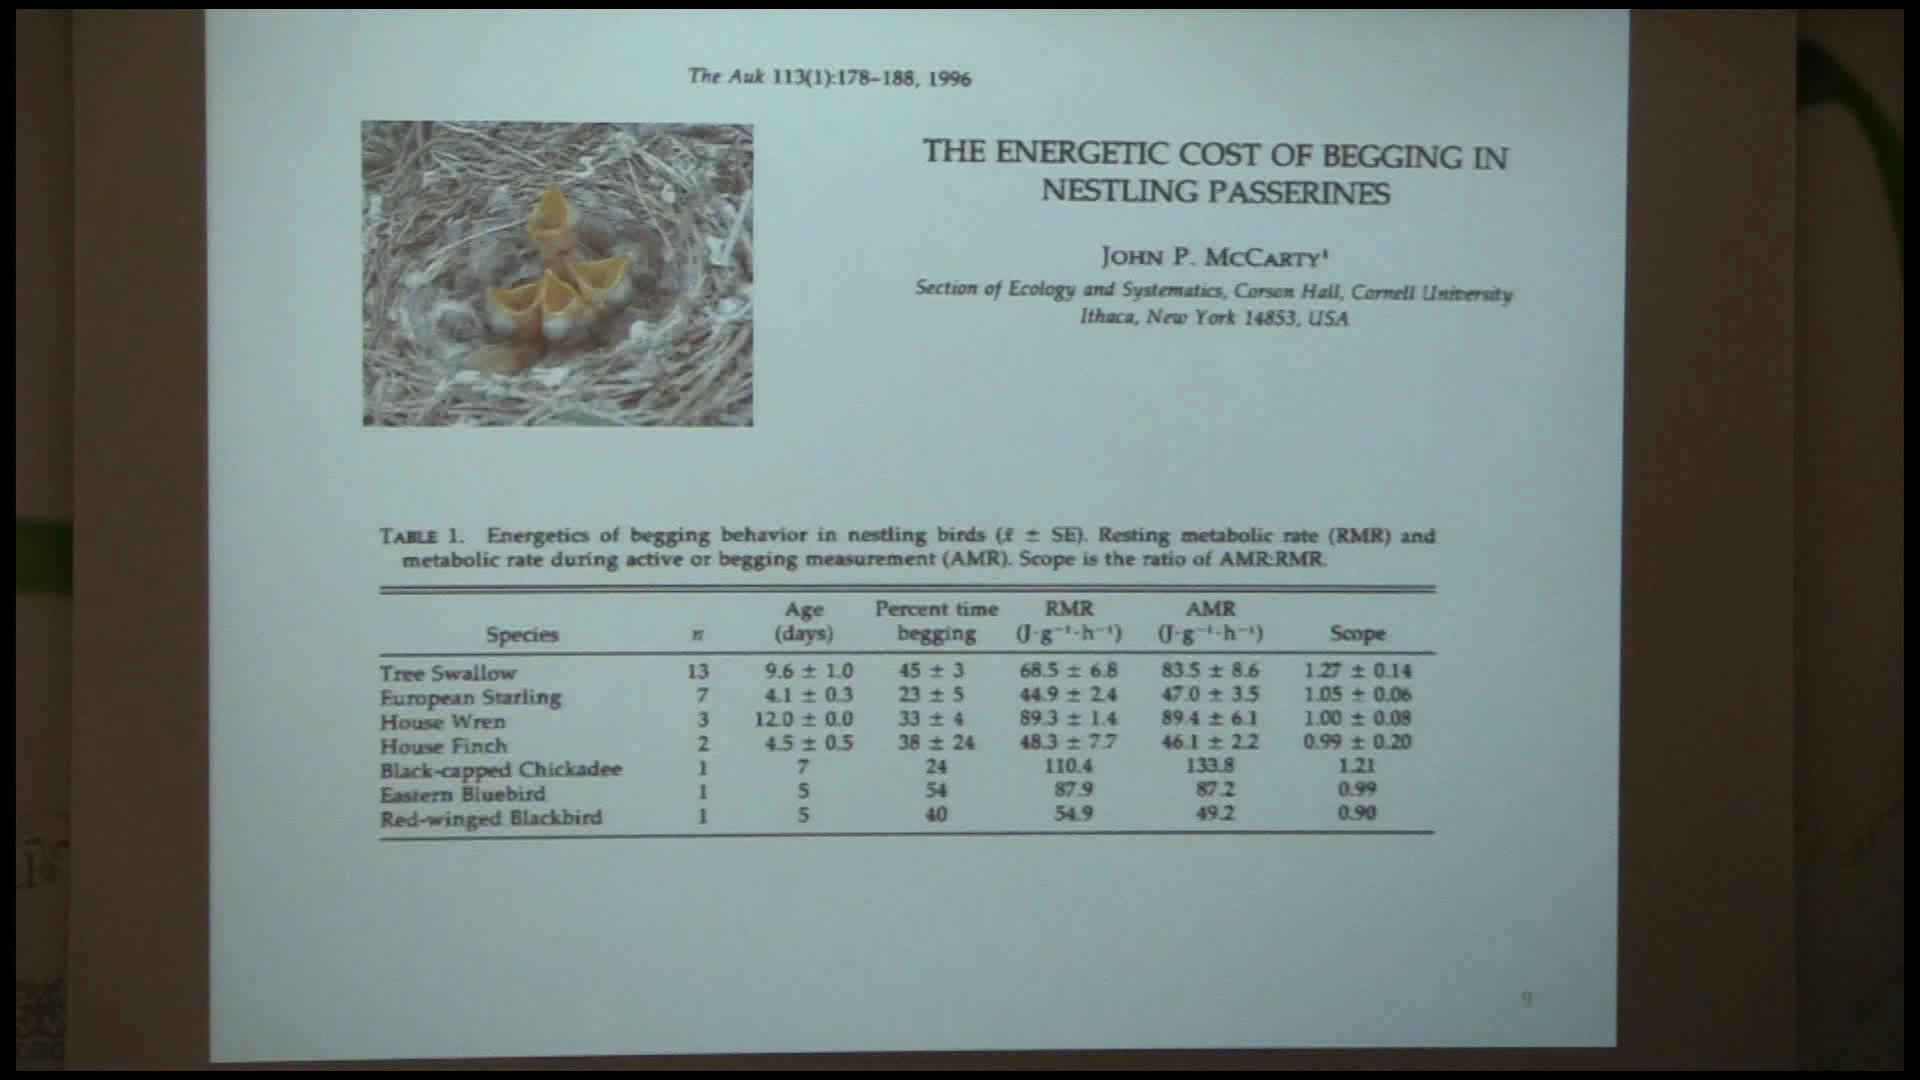 The Auk 113(1):178–188, 1996
THE ENERGETIC COST OF BEGGING IN
NESTLING PASSERINES
JOHN P. MCCARTY¹
Section of Ecology and Systematics, Corson Hall, Cornell University
Ithaca, New York 14853, USA
TABLE 1. Energetics of begging behavior in nestling birds (x̄ ± SE). Resting metabolic rate (RMR) and
metabolic rate during active or begging measurement (AMR). Scope is the ratio of AMR:RMR.
Species n Age (days) Percent time begging RMR (J·g⁻¹·h⁻¹) AMR (J·g⁻¹·h⁻¹) Scope
Tree Swallow 13 9.6 ± 1.0 45 ± 3 68.5 ± 6.8 83.5 ± 8.6 1.27 ± 0.14
European Starling 7 4.1 ± 0.3 23 ± 5 44.9 ± 2.4 47.0 ± 3.5 1.05 ± 0.06
House Wren 3 12.0 ± 0.0 33 ± 4 89.3 ± 1.4 89.4 ± 6.1 1.00 ± 0.08
House Finch 2 4.5 ± 0.5 38 ± 24 48.3 ± 7.7 46.1 ± 2.2 0.99 ± 0.20
Black-capped Chickadee 1 7 24 110.4 133.8 1.21
Eastern Bluebird 1 5 54 87.9 87.2 0.99
Red-winged Blackbird 1 5 40 54.9 49.2 0.90
9